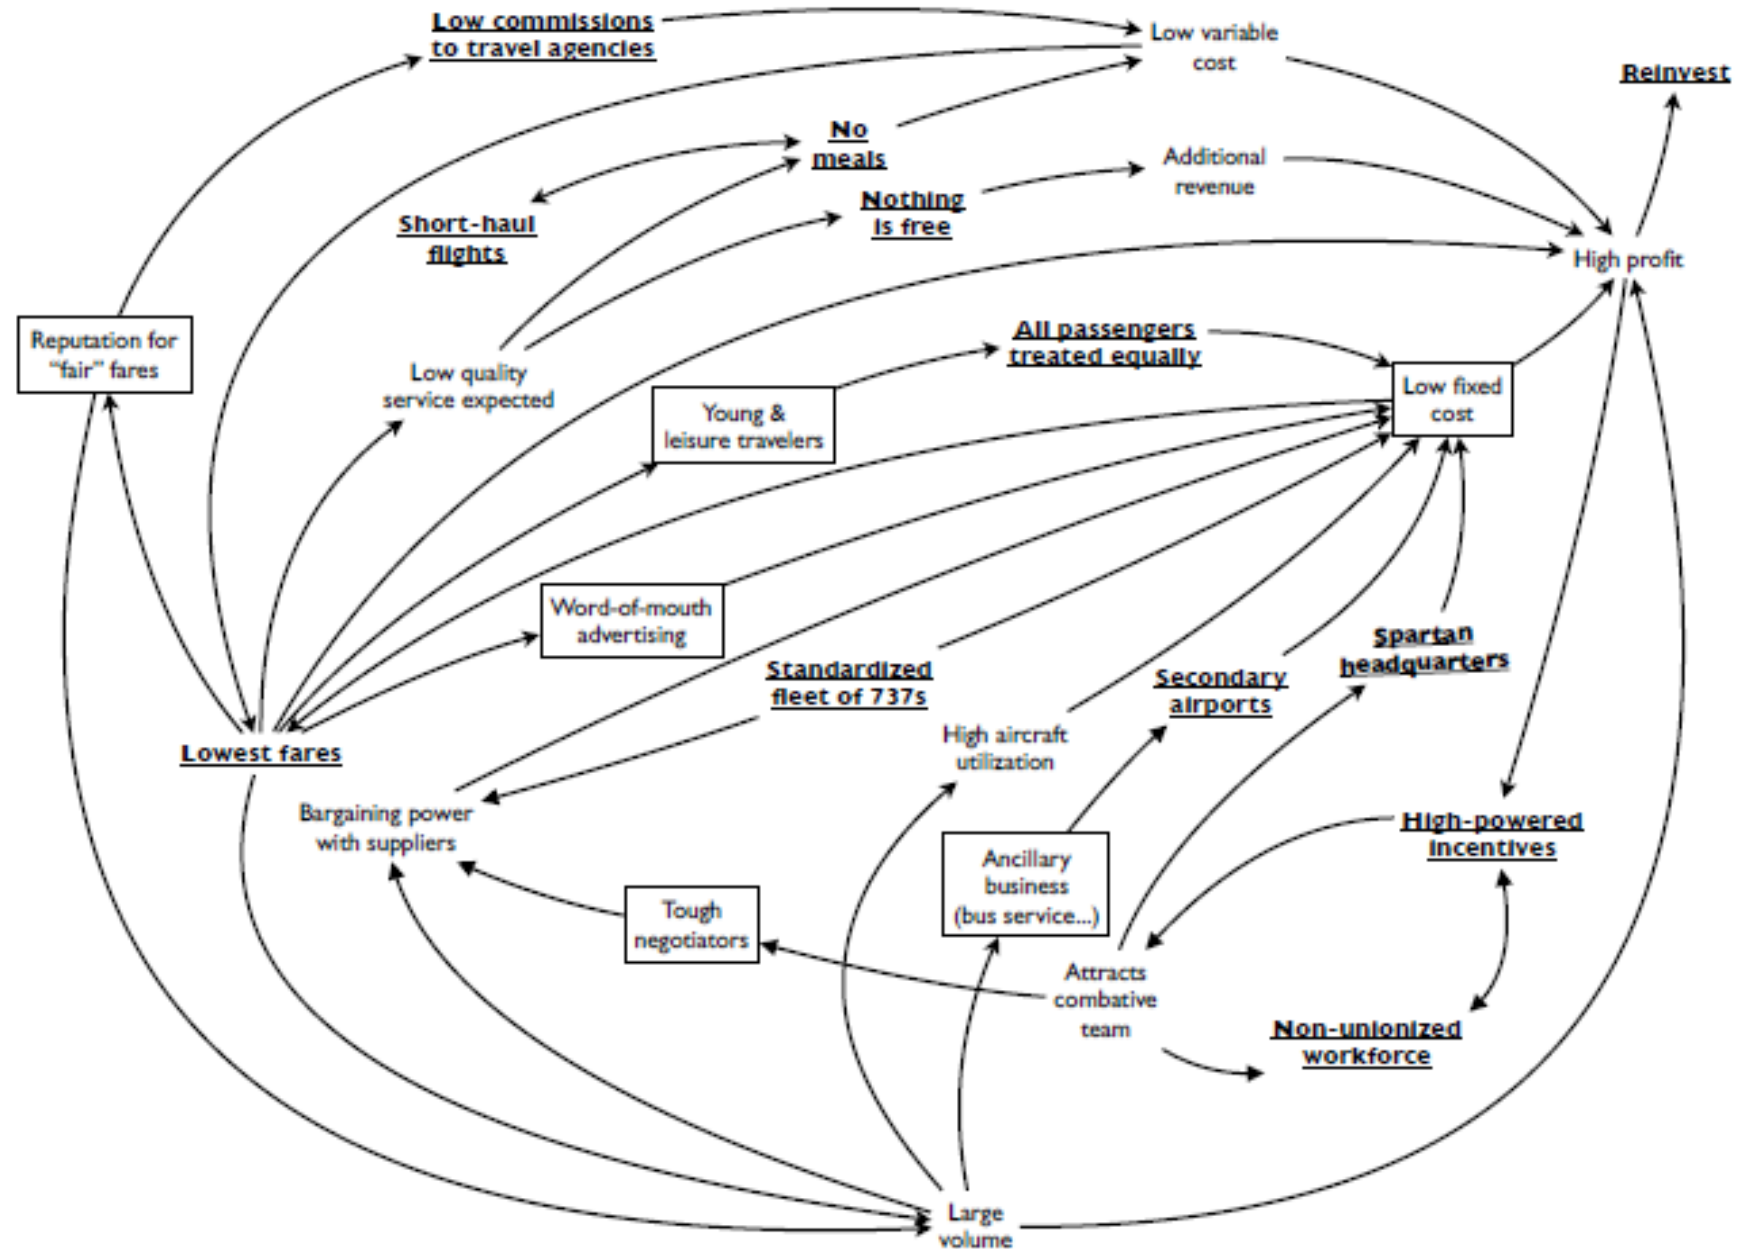 Low commissions
to travel agencies
Low variable
cost
Reinvest
No
meals
Additional
revenue
Nothing
is free
Short-haul
flights
High profit
Reputation for
“fair” fares
All passengers
treated equally
Low quality
service expected
Low fixed
cost
Young &
leisure travelers
Word-of-mouth
advertising
Spartan
headquarters
Standardized
fleet of 737s
Secondary
airports
High aircraft
utilization
Lowest fares
Bargaining power
with suppliers
High-powered
incentives
Ancillary
business
(bus service...)
Tough
negotiators
Attracts
combative
team
Non-unionized
workforce
Large
volume